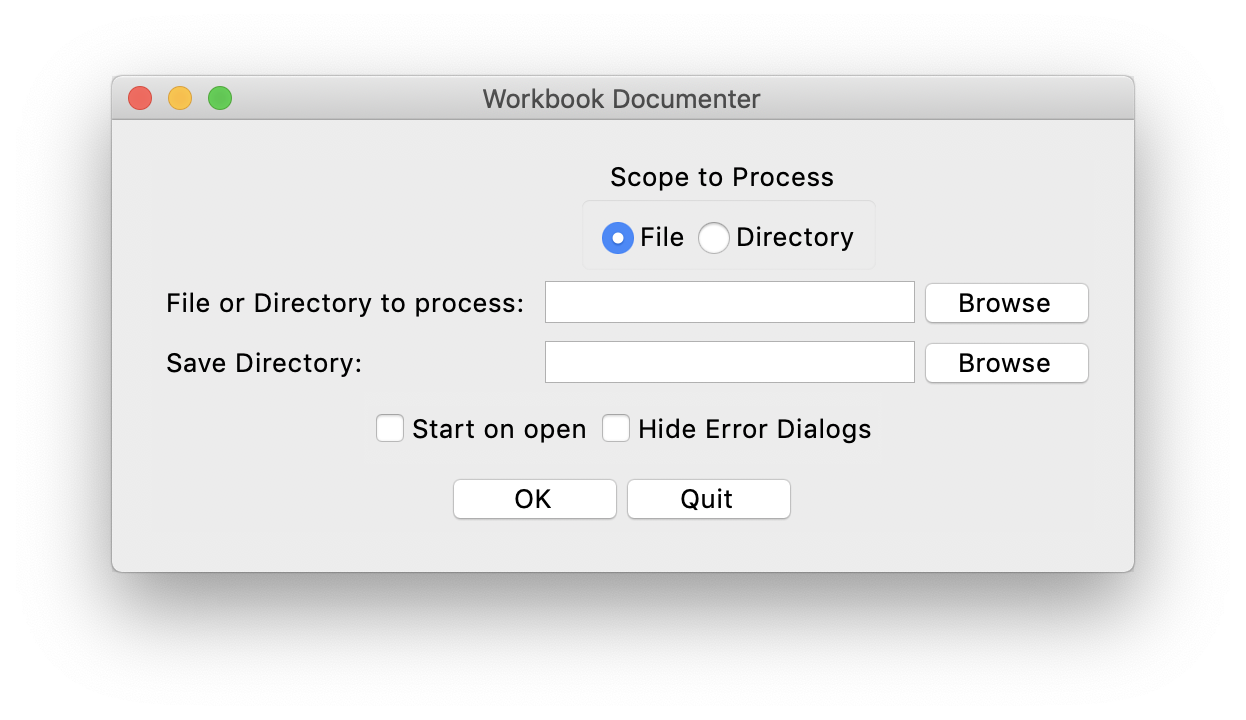 Workbook Documenter
Scope to Process
File Directory
File or Directory to process: Browse
Save Directory: Browse
Start on open Hide Error Dialogs
OK Quit